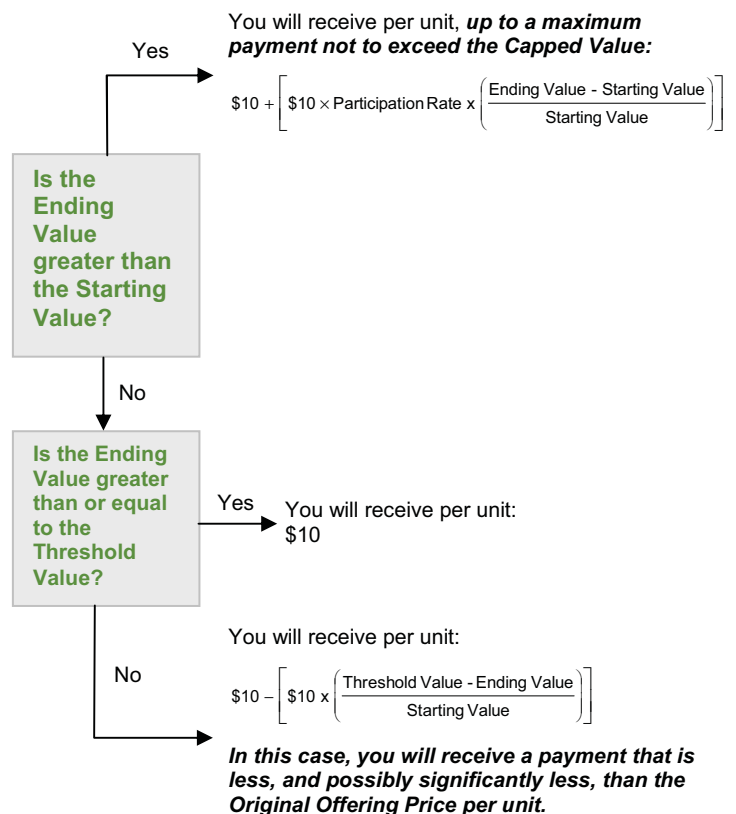 You will receive per unit, up to a maximum
payment not to exceed the Capped Value:
Yes
$10 + [ $10 × Participation Rate x ( Ending Value - Starting Value / Starting Value ) ]
Is the
Ending
Value
greater than
the Starting
Value?
No
Is the Ending
Value greater
than or equal
to the
Threshold
Value?
Yes
You will receive per unit:
$10
No
You will receive per unit:
$10 – [ $10 x ( Threshold Value - Ending Value / Starting Value ) ]
In this case, you will receive a payment that is
less, and possibly significantly less, than the
Original Offering Price per unit.